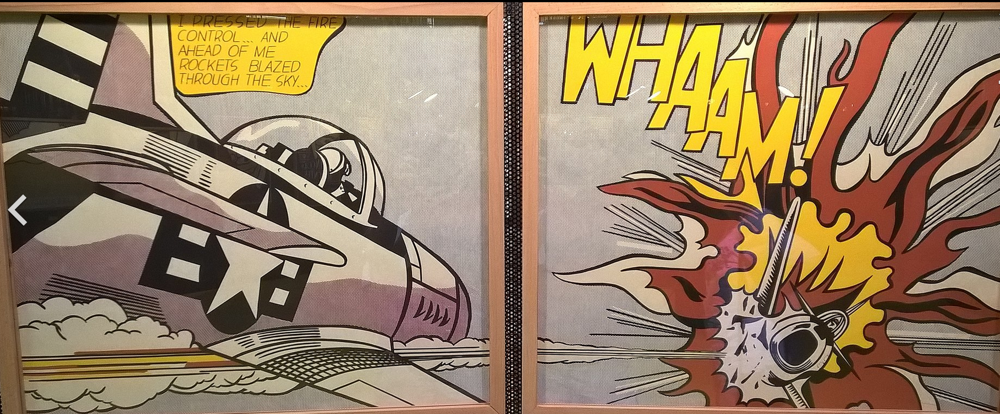 I PRESSED THE FIRE
CONTROL... AND
AHEAD OF ME
ROCKETS BLAZED
THROUGH THE SKY...
WHAAM!